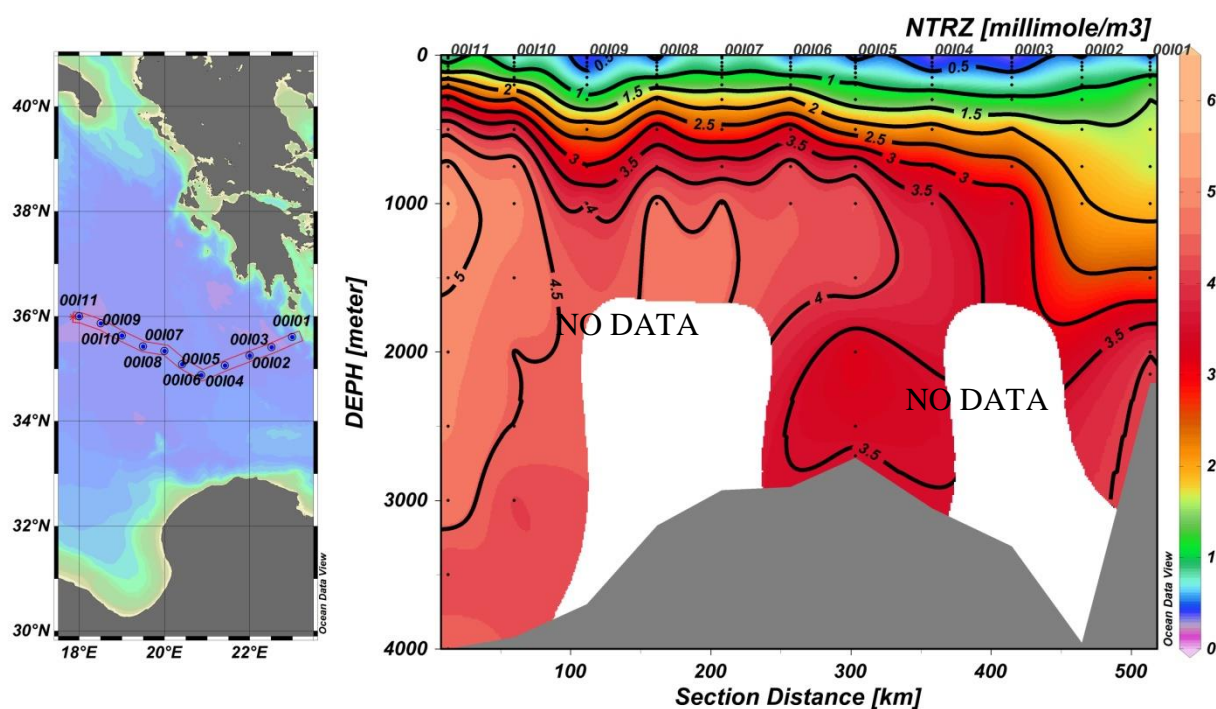 NTRZ [millimole/m3]
00I11 00I10 00I09 00I08 00I07 00I06 00I05 00I04 00I03 00I02 00I01
0
1000
2000
3000
4000
DEPH [meter]
100 200 300 400 500
Section Distance [km]
0.5
0.5
1
1
1.5
1.5
2
2
2.5
2.5
3
3
3
3.5
3.5
3.5
3.5
3.5
4
4
4.5
5
NO DATA
NO DATA
Ocean Data View
6
5
4
3
2
1
0
40°N
38°N
36°N
34°N
32°N
30°N
18°E 20°E 22°E
00I11
00I09
00I10
00I07
00I08
00I05
00I06
00I04
00I03
00I02
00I01
Ocean Data View